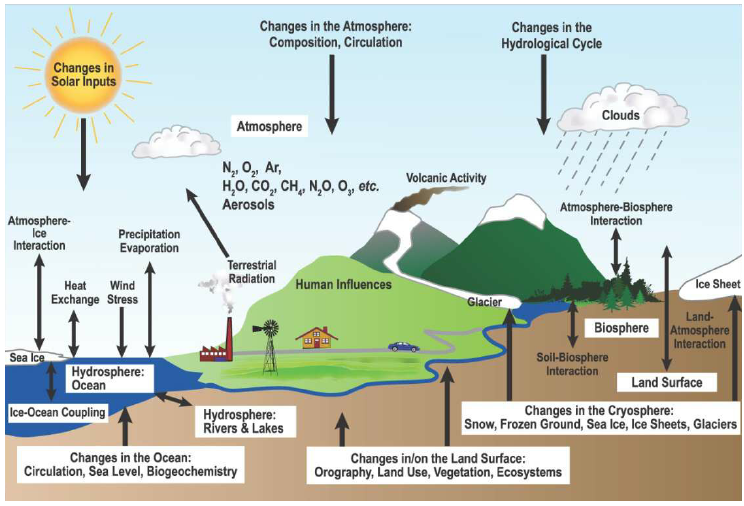 Changes in the Atmosphere:
Composition, Circulation
Changes in the
Hydrological Cycle
Changes in
Solar Inputs
Clouds
Atmosphere
N₂, O₂, Ar,
H₂O, CO₂, CH₄, N₂O, O₃, etc.
Aerosols
Volcanic Activity
Atmosphere-Biosphere
Interaction
Atmosphere-
Ice
Interaction
Precipitation
Evaporation
Terrestrial
Radiation
Heat
Exchange
Wind
Stress
Human Influences
Ice Sheet
Glacier
Land-
Atmosphere
Interaction
Biosphere
Sea Ice
Hydrosphere:
Ocean
Soil-Biosphere
Interaction
Land Surface
Ice-Ocean Coupling
Hydrosphere:
Rivers & Lakes
Changes in the Cryosphere:
Snow, Frozen Ground, Sea Ice, Ice Sheets, Glaciers
Changes in the Ocean:
Circulation, Sea Level, Biogeochemistry
Changes in/on the Land Surface:
Orography, Land Use, Vegetation, Ecosystems